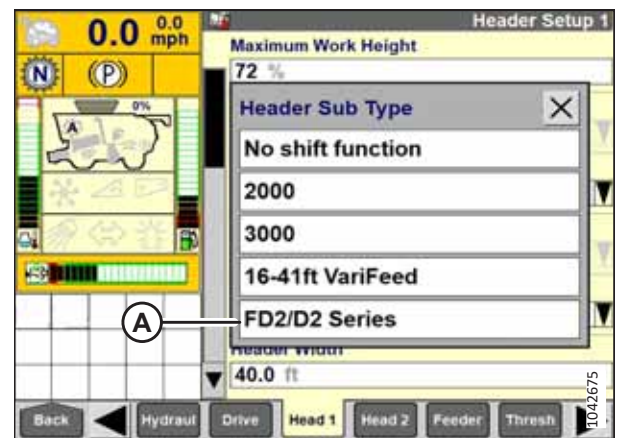 0.0 0.0 mph
Header Setup 1
N (P)
Maximum Work Height
72 %
0%
A
Header Sub Type
No shift function
2000
3000
16-41ft VariFeed
A
FD2/D2 Series
Header Width
40.0 ft
1042675
Back
Hydraul
Drive
Head 1
Head 2
Feeder
Thresh